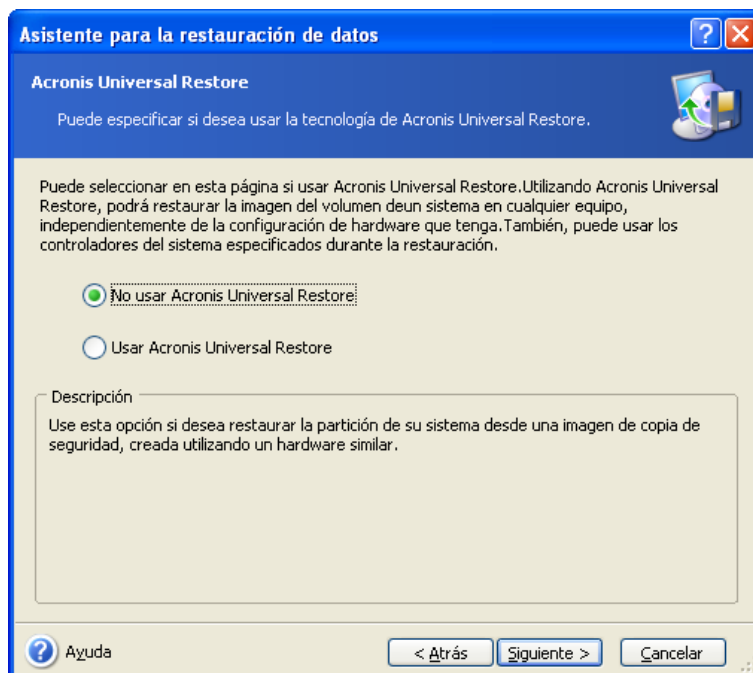 Asistente para la restauración de datos
Acronis Universal Restore
Puede especificar si desea usar la tecnología de Acronis Universal Restore.
Puede seleccionar en esta página si usar Acronis Universal Restore.Utilizando Acronis Universal
Restore, podrá restaurar la imagen del volumen deun sistema en cualquier equipo,
independientemente de la configuración de hardware que tenga.También, puede usar los
controladores del sistema especificados durante la restauración.
No usar Acronis Universal Restore
Usar Acronis Universal Restore
Descripción
Use esta opción si desea restaurar la partición de su sistema desde una imagen de copia de
seguridad, creada utilizando un hardware similar.
Ayuda
< Atrás
Siguiente >
Cancelar